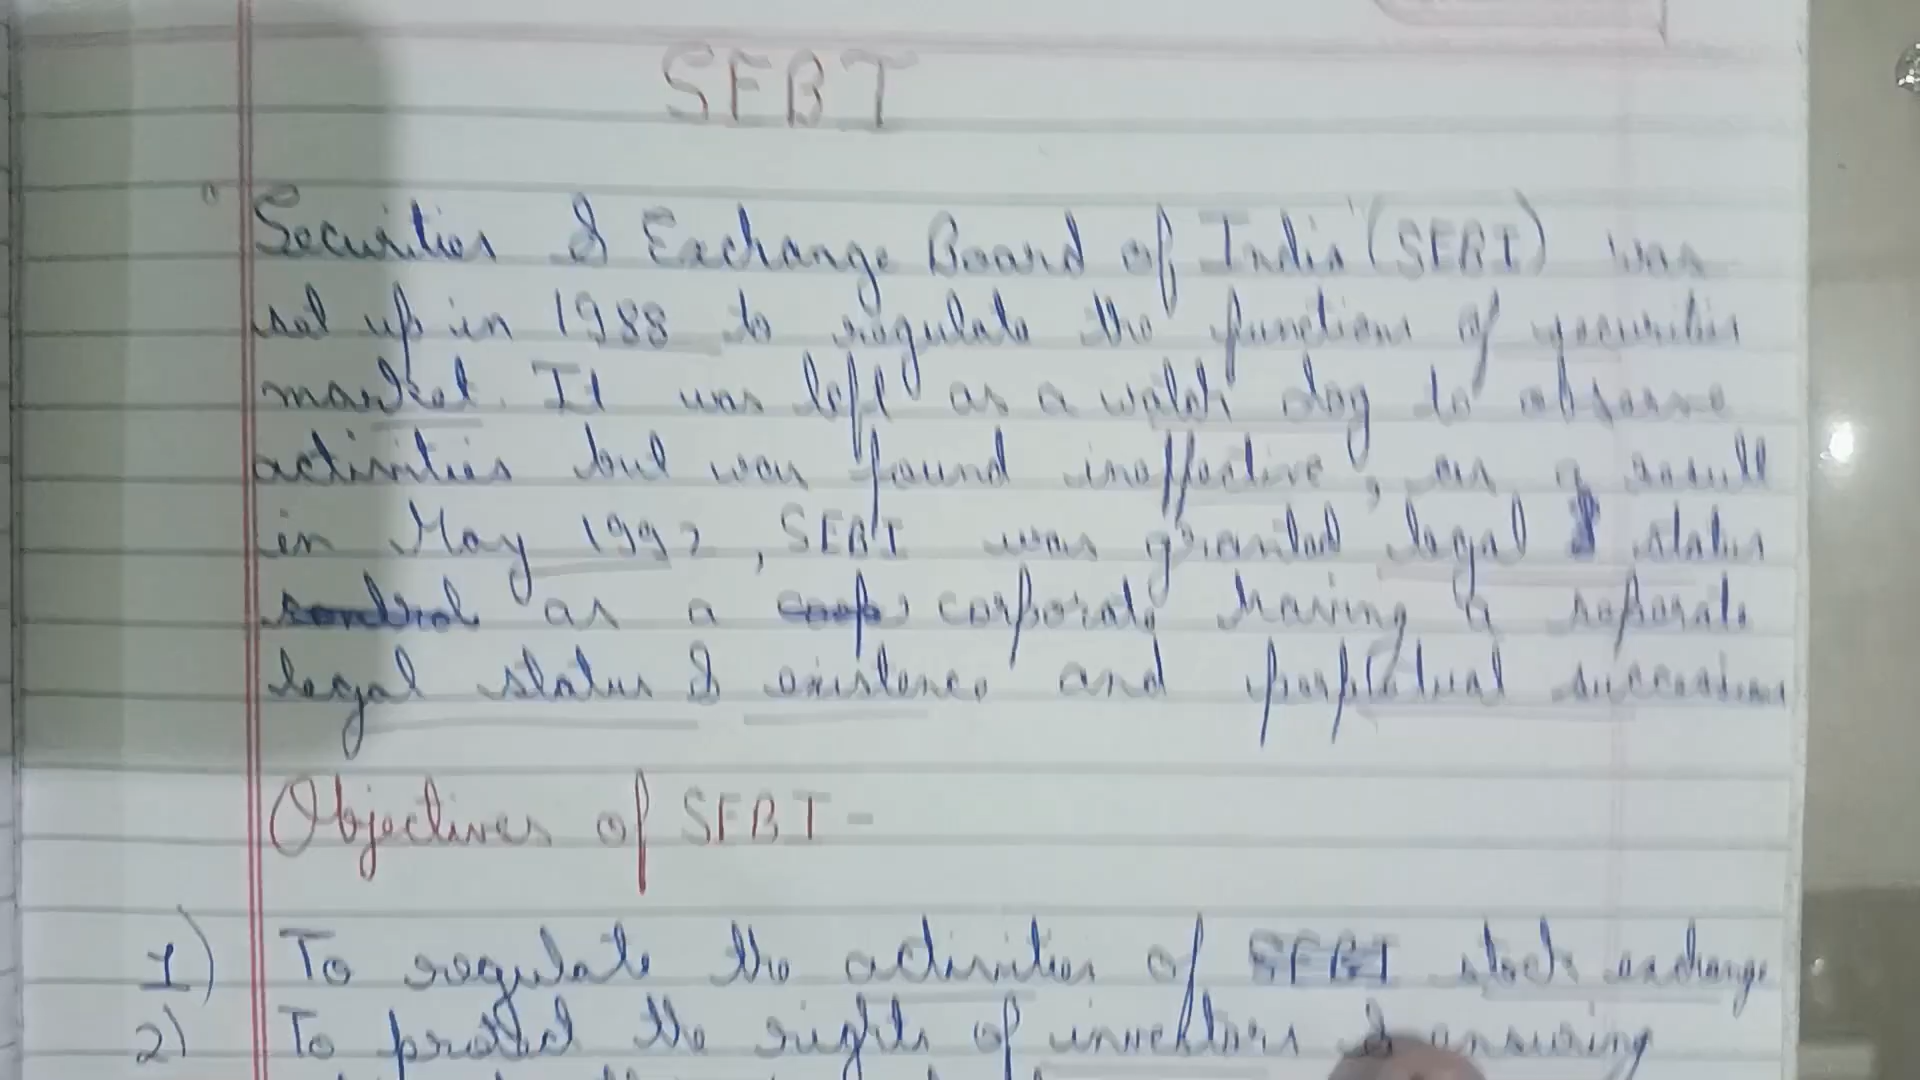 SEBI
Securities & Exchange Board of India (SEBI) was
set up in 1988 to regulate the functions of securities
market. It was left as a watch dog to observe
activities but was found ineffective, as a result
in May 1992, SEBI was granted legal status
as a corporate having a separate
legal status & existence and perpetual succession
Objectives of SEBI -
1) To regulate the activities of SEBI stock exchange
2) To protect the rights of investors & ensuring